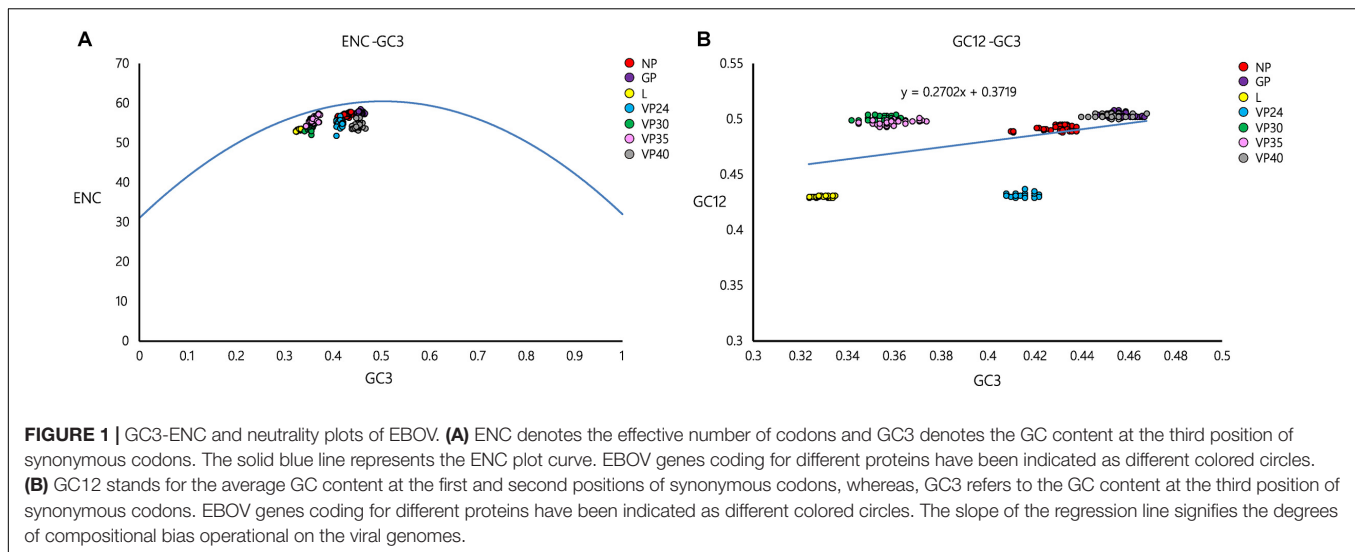 A
ENC -GC3
70
60
50
40
30
20
10
0
ENC
0 0.1 0.2 0.3 0.4 0.5 0.6 0.7 0.8 0.9 1
GC3
NP
GP
L
VP24
VP30
VP35
VP40
B
GC12 -GC3
0.55
0.5
0.45
0.4
0.3
GC12
y = 0.2702x + 0.3719
0.3 0.32 0.34 0.36 0.38 0.4 0.42 0.44 0.46 0.48 0.5
GC3
NP
GP
L
VP24
VP30
VP35
VP40
FIGURE 1 | GC3-ENC and neutrality plots of EBOV. (A) ENC denotes the effective number of codons and GC3 denotes the GC content at the third position of
synonymous codons. The solid blue line represents the ENC plot curve. EBOV genes coding for different proteins have been indicated as different colored circles.
(B) GC12 stands for the average GC content at the first and second positions of synonymous codons, whereas, GC3 refers to the GC content at the third position of
synonymous codons. EBOV genes coding for different proteins have been indicated as different colored circles. The slope of the regression line signifies the degrees
of compositional bias operational on the viral genomes.